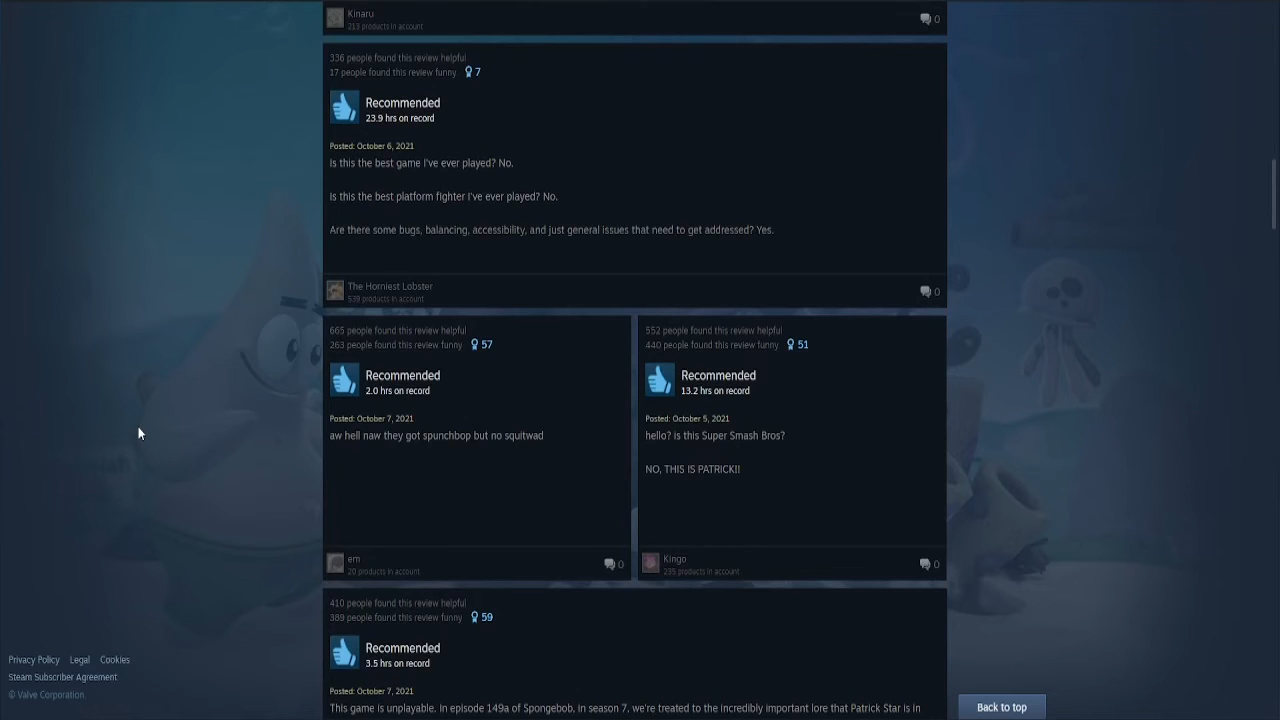 Kinaru
213 products in account
0
336 people found this review helpful
17 people found this review funny 7
Recommended
23.9 hrs on record
Posted: October 6, 2021
Is this the best game I've ever played? No.
Is this the best platform fighter I've ever played? No.
Are there some bugs, balancing, accessibility, and just general issues that need to get addressed? Yes.
The Horniest Lobster
539 products in account
0
665 people found this review helpful
263 people found this review funny 57
Recommended
2.0 hrs on record
Posted: October 7, 2021
aw hell naw they got spunchbop but no squitwad
em
20 products in account
0
552 people found this review helpful
440 people found this review funny 51
Recommended
13.2 hrs on record
Posted: October 5, 2021
hello? is this Super Smash Bros?
NO, THIS IS PATRICK!!
Kingo
235 products in account
0
410 people found this review helpful
389 people found this review funny 59
Recommended
3.5 hrs on record
Posted: October 7, 2021
This game is unplayable. In episode 149a of Spongebob, in season 7, we're treated to the incredibly important lore that Patrick Star is in
Privacy Policy Legal Cookies
Steam Subscriber Agreement
© Valve Corporation.
Back to top